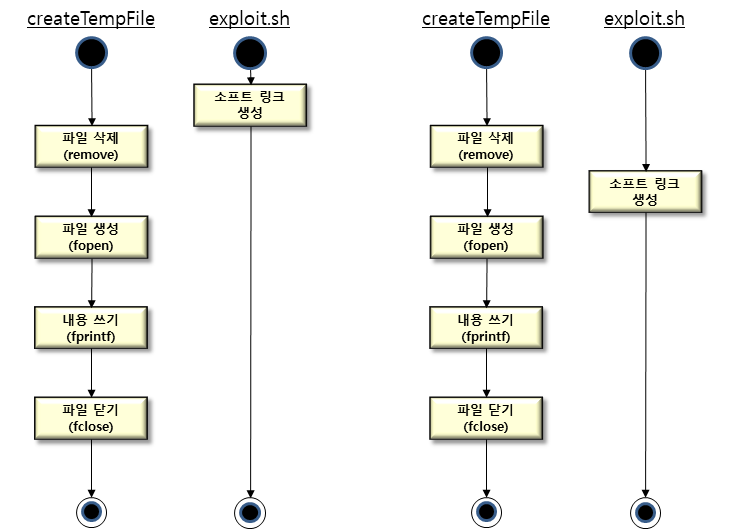 createTempFile
exploit.sh
소프트 링크
생성
파일 삭제
(remove)
파일 생성
(fopen)
내용 쓰기
(fprintf)
파일 닫기
(fclose)
createTempFile
exploit.sh
파일 삭제
(remove)
소프트 링크
생성
파일 생성
(fopen)
내용 쓰기
(fprintf)
파일 닫기
(fclose)